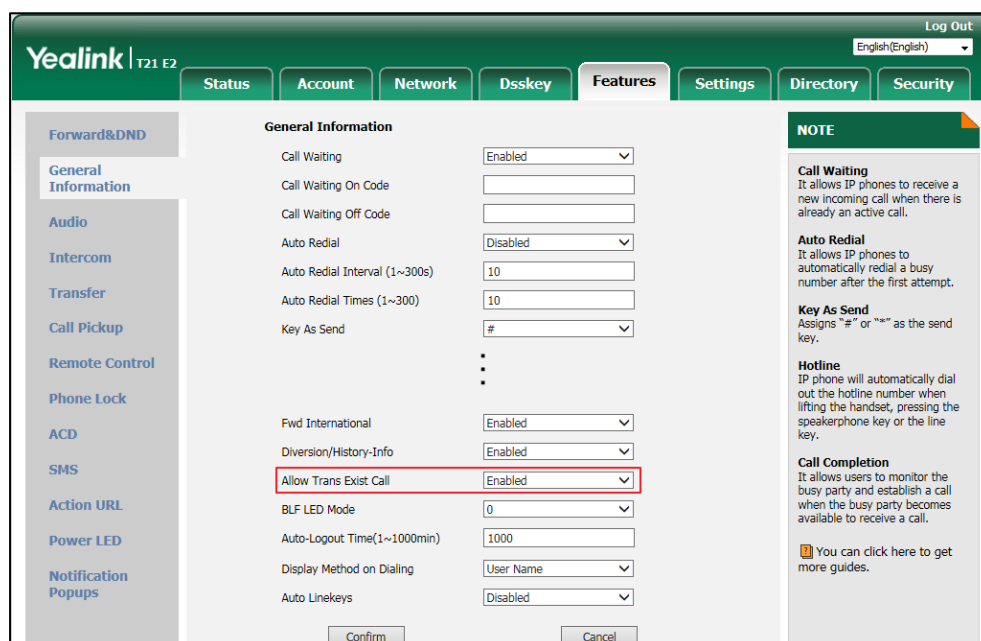 Log Out
English(English)
Yealink T21 E2
Status Account Network Dsskey Features Settings Directory Security
Forward&DND
General
Information
Audio
Intercom
Transfer
Call Pickup
Remote Control
Phone Lock
ACD
SMS
Action URL
Power LED
Notification
Popups
General Information
Call Waiting Enabled
Call Waiting On Code
Call Waiting Off Code
Auto Redial Disabled
Auto Redial Interval (1~300s) 10
Auto Redial Times (1~300) 10
Key As Send #
Fwd International Enabled
Diversion/History-Info Enabled
Allow Trans Exist Call Enabled
BLF LED Mode 0
Auto-Logout Time(1~1000min) 1000
Display Method on Dialing User Name
Auto Linekeys Disabled
Confirm Cancel
NOTE
Call Waiting
It allows IP phones to receive a
new incoming call when there is
already an active call.
Auto Redial
It allows IP phones to
automatically redial a busy
number after the first attempt.
Key As Send
Assigns "#" or "*" as the send
key.
Hotline
IP phone will automatically dial
out the hotline number when
lifting the handset, pressing the
speakerphone key or the line
key.
Call Completion
It allows users to monitor the
busy party and establish a call
when the busy party becomes
available to receive a call.
You can click here to get
more guides.